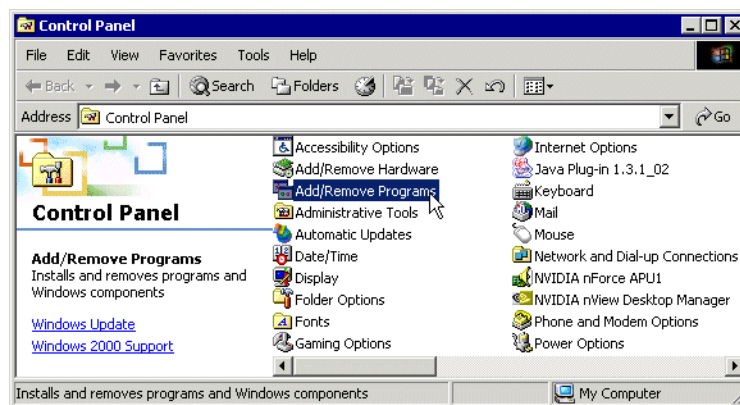 Control Panel
File Edit View Favorites Tools Help
Back Search Folders
Address Control Panel Go
Control Panel
Add/Remove Programs
Installs and removes programs and
Windows components
Windows Update
Windows 2000 Support
Accessibility Options
Add/Remove Hardware
Add/Remove Programs
Administrative Tools
Automatic Updates
Date/Time
Display
Folder Options
Fonts
Gaming Options
Internet Options
Java Plug-in 1.3.1_02
Keyboard
Mail
Mouse
Network and Dial-up Connections
NVIDIA nForce APU1
NVIDIA nView Desktop Manager
Phone and Modem Options
Power Options
Installs and removes programs and Windows components My Computer